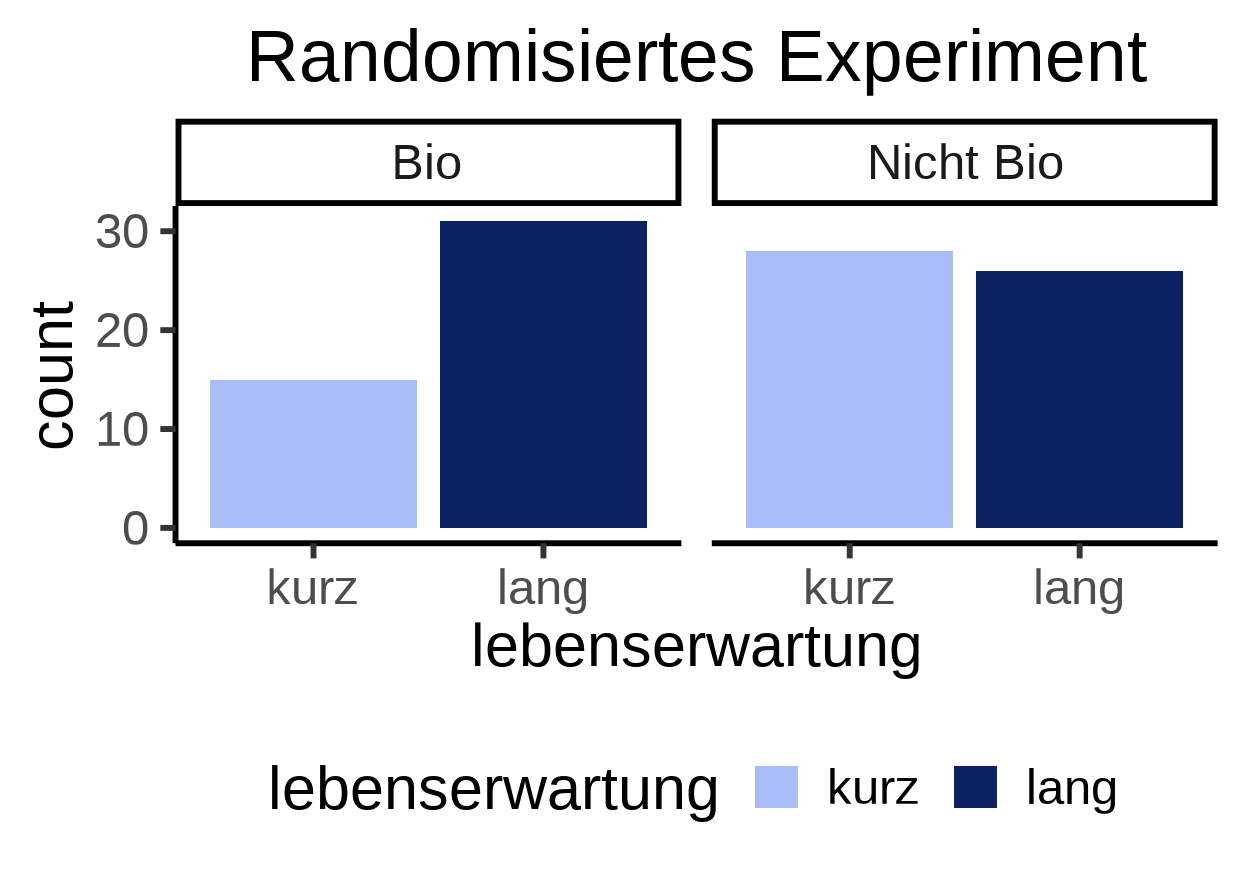 Randomisiertes Experiment
Bio
Nicht Bio
30
20
10
0
count
kurz lang kurz lang
lebenserwartung
lebenserwartung kurz lang